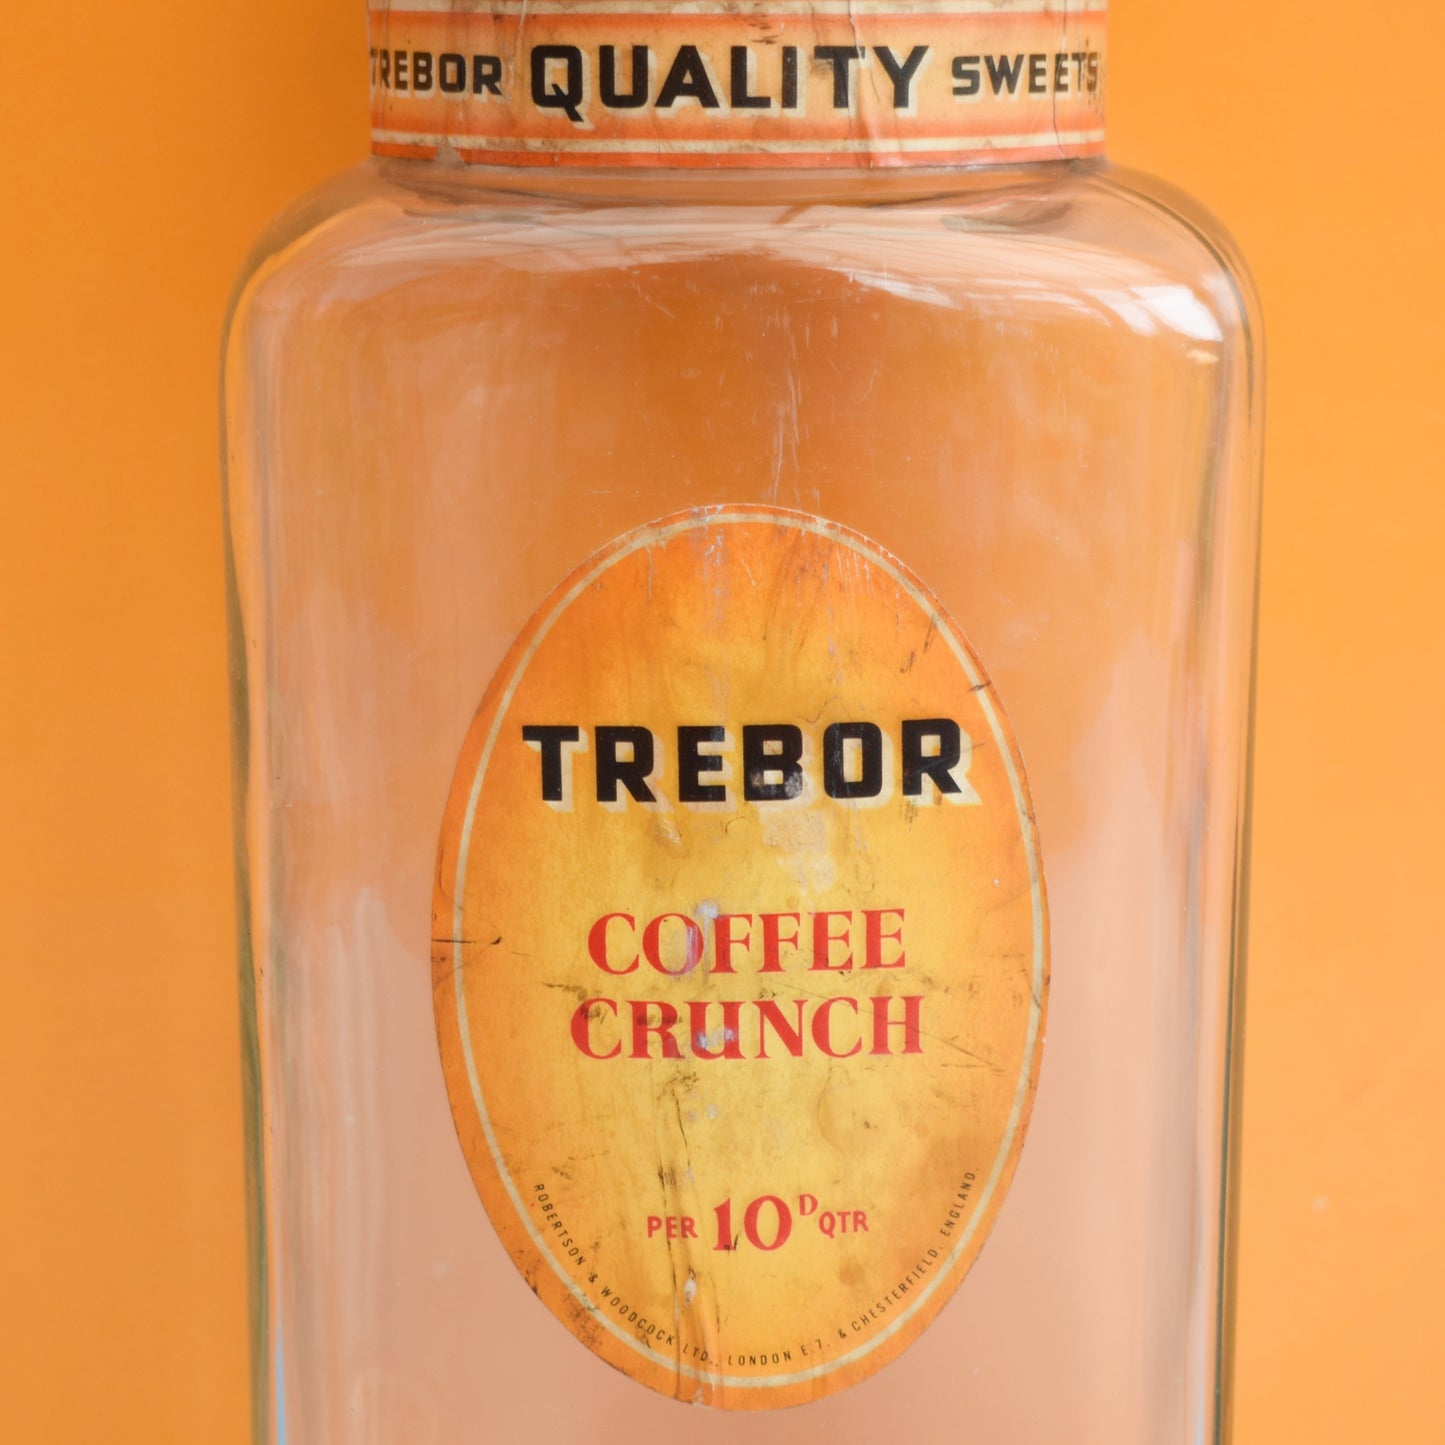 TREBOR QUALITY SWEETS
TREBOR
COFFEE
CRUNCH
PER 10D QTR
ROBERTSON & WOODCOCK LTD., LONDON E.7. & CHESTERFIELD, ENGLAND.